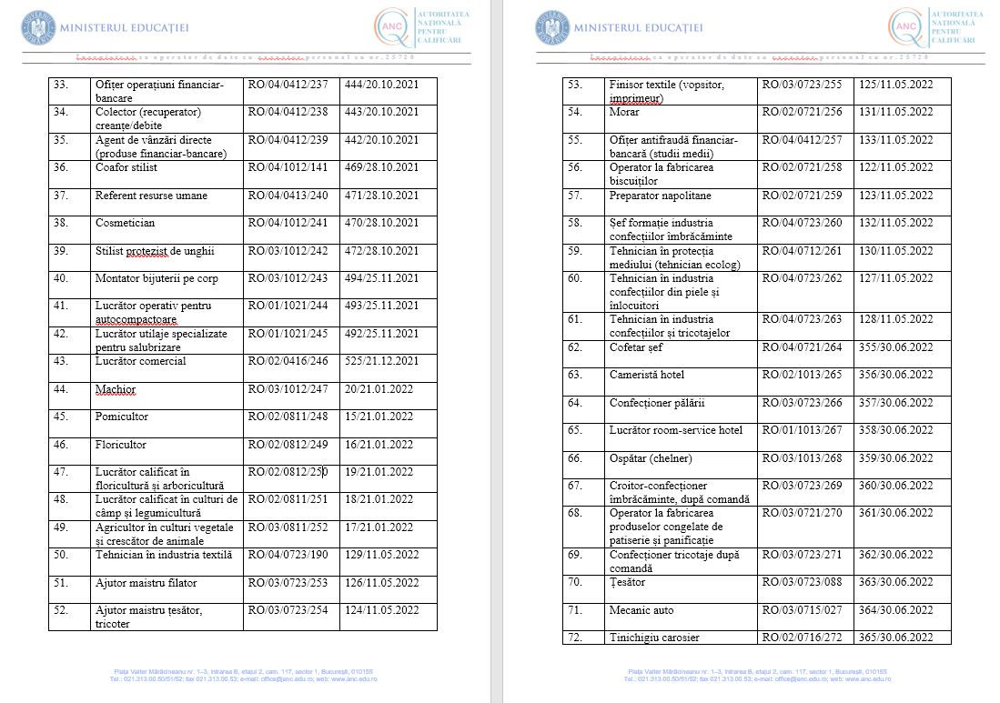 MINISTERUL EDUCAȚIEI
ANC
AUTORITATEA
NAȚIONALĂ
PENTRU
CALIFICĂRI
Înregistrat ca operator de date cu caracter personal cu nr. 25720
33. Ofițer operațiuni financiar- RO/04/0412/237 444/20.10.2021
bancare
34. Colector (recuperator) RO/04/0412/238 443/20.10.2021
creanțe/debite
35. Agent de vânzări directe RO/04/0412/239 442/20.10.2021
(produse financiar-bancare)
36. Coafor stilist RO/04/1012/141 469/28.10.2021
37. Referent resurse umane RO/04/0413/240 471/28.10.2021
38. Cosmetician RO/04/1012/241 470/28.10.2021
39. Stilist protezist de unghii RO/03/1012/242 472/28.10.2021
40. Montator bijuterii pe corp RO/03/1012/243 494/25.11.2021
41. Lucrător operativ pentru RO/01/1021/244 493/25.11.2021
autocompactoare
42. Lucrător utilaje specializate RO/01/1021/245 492/25.11.2021
pentru salubrizare
43. Lucrător comercial RO/02/0416/246 525/21.12.2021
44. Machior RO/03/1012/247 20/21.01.2022
45. Pomicultor RO/02/0811/248 15/21.01.2022
46. Floricultor RO/02/0812/249 16/21.01.2022
47. Lucrător calificat în RO/02/0812/250 19/21.01.2022
floricultură și arboricultură
48. Lucrător calificat în culturi de RO/02/0811/251 18/21.01.2022
câmp și legumicultură
49. Agricultor în culturi vegetale RO/03/0811/252 17/21.01.2022
și crescător de animale
50. Tehnician în industria textilă RO/04/0723/190 129/11.05.2022
51. Ajutor maistru filator RO/03/0723/253 126/11.05.2022
52. Ajutor maistru țesător, RO/03/0723/254 124/11.05.2022
tricoter
Piața Valter Mărăcineanu nr. 1–3, intrarea B, etajul 2, cam. 117, sector 1, București, 010155
Tel.: 021.313.00.50/51/52; fax 021.313.00.53; e-mail: office@anc.edu.ro; web: www.anc.edu.ro
MINISTERUL EDUCAȚIEI
ANC
AUTORITATEA
NAȚIONALĂ
PENTRU
CALIFICĂRI
Înregistrat ca operator de date cu caracter personal cu nr. 25720
53. Finisor textile (vopsitor, RO/03/0723/255 125/11.05.2022
imprimeur)
54. Morar RO/02/0721/256 131/11.05.2022
55. Ofițer antifraudă financiar- RO/04/0412/257 133/11.05.2022
bancară (studii medii)
56. Operator la fabricarea RO/02/0721/258 122/11.05.2022
biscuiților
57. Preparator napolitane RO/02/0721/259 123/11.05.2022
58. Șef formație industria RO/04/0723/260 132/11.05.2022
confecțiilor îmbrăcăminte
59. Tehnician în protecția RO/04/0712/261 130/11.05.2022
mediului (tehnician ecolog)
60. Tehnician în industria RO/04/0723/262 127/11.05.2022
confecțiilor din piele și
înlocuitori
61. Tehnician în industria RO/04/0723/263 128/11.05.2022
confecțiilor și tricotajelor
62. Cofetar șef RO/04/0721/264 355/30.06.2022
63. Cameristă hotel RO/02/1013/265 356/30.06.2022
64. Confecționer pălării RO/03/0723/266 357/30.06.2022
65. Lucrător room-service hotel RO/01/1013/267 358/30.06.2022
66. Ospătar (chelner) RO/03/1013/268 359/30.06.2022
67. Croitor-confecționer RO/03/0723/269 360/30.06.2022
îmbrăcăminte, după comandă
68. Operator la fabricarea RO/03/0721/270 361/30.06.2022
produselor congelate de
patiserie și panificație
69. Confecționer tricotaje după RO/03/0723/271 362/30.06.2022
comandă
70. Țesător RO/03/0723/088 363/30.06.2022
71. Mecanic auto RO/03/0715/027 364/30.06.2022
72. Tinichigiu carosier RO/02/0716/272 365/30.06.2022
Piața Valter Mărăcineanu nr. 1–3, intrarea B, etajul 2, cam. 117, sector 1, București, 010155
Tel.: 021.313.00.50/51/52; fax 021.313.00.53; e-mail: office@anc.edu.ro; web: www.anc.edu.ro